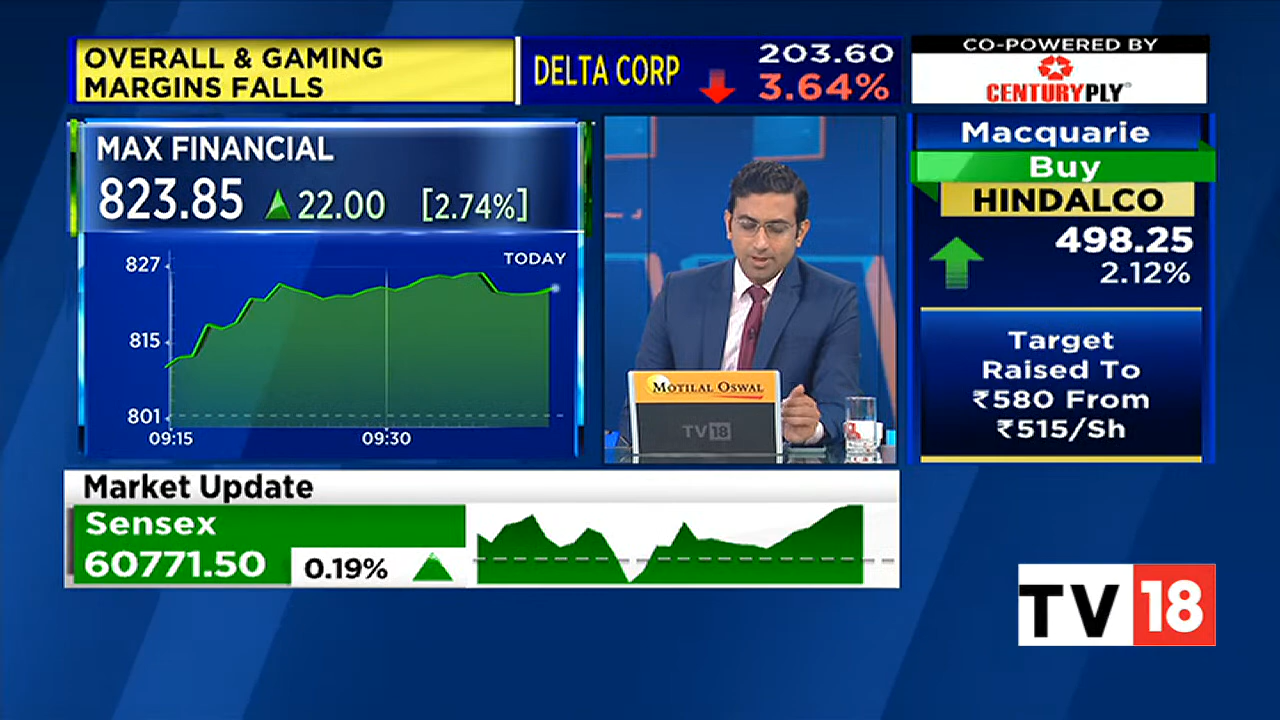 OVERALL & GAMING
MARGINS FALLS
DELTA CORP
203.60
3.64%
CO-POWERED BY
CENTURYPLY
MAX FINANCIAL
823.85 22.00 [2.74%]
TODAY
827
815
801
09:15 09:30
MOTILAL OSWAL
TV18
Macquarie
Buy
HINDALCO
498.25
2.12%
Target
Raised To
₹580 From
₹515/Sh
Market Update
Sensex
60771.50 0.19%
TV18